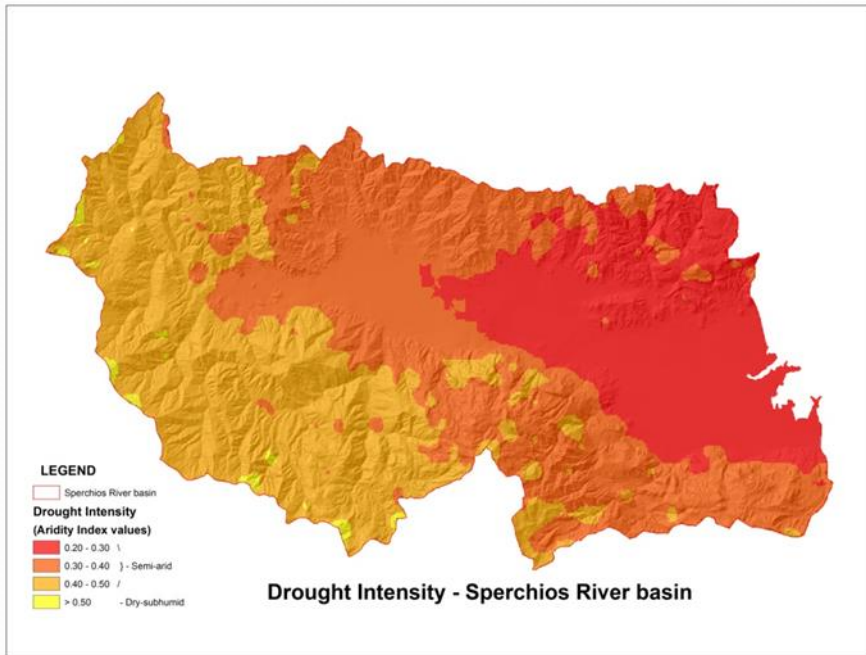 LEGEND
Sperchios River basin
Drought Intensity
(Aridity Index values)
0.20 - 0.30 \
0.30 - 0.40 } - Semi-arid
0.40 - 0.50 /
> 0.50 - Dry-subhumid
Drought Intensity - Sperchios River basin